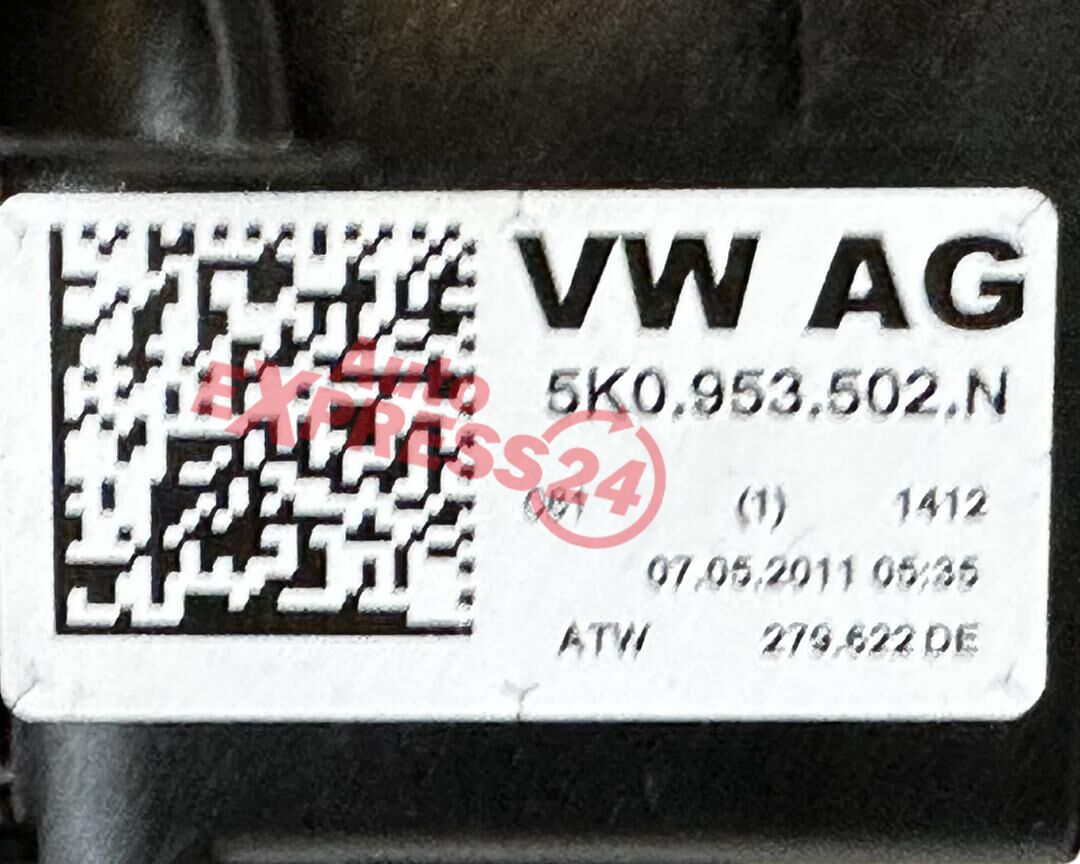 VW AG
5K0.953.502.N
Auto
EXPRESS24
(1) 1412
07.05.2011 05:35
ATW 279.622 DE